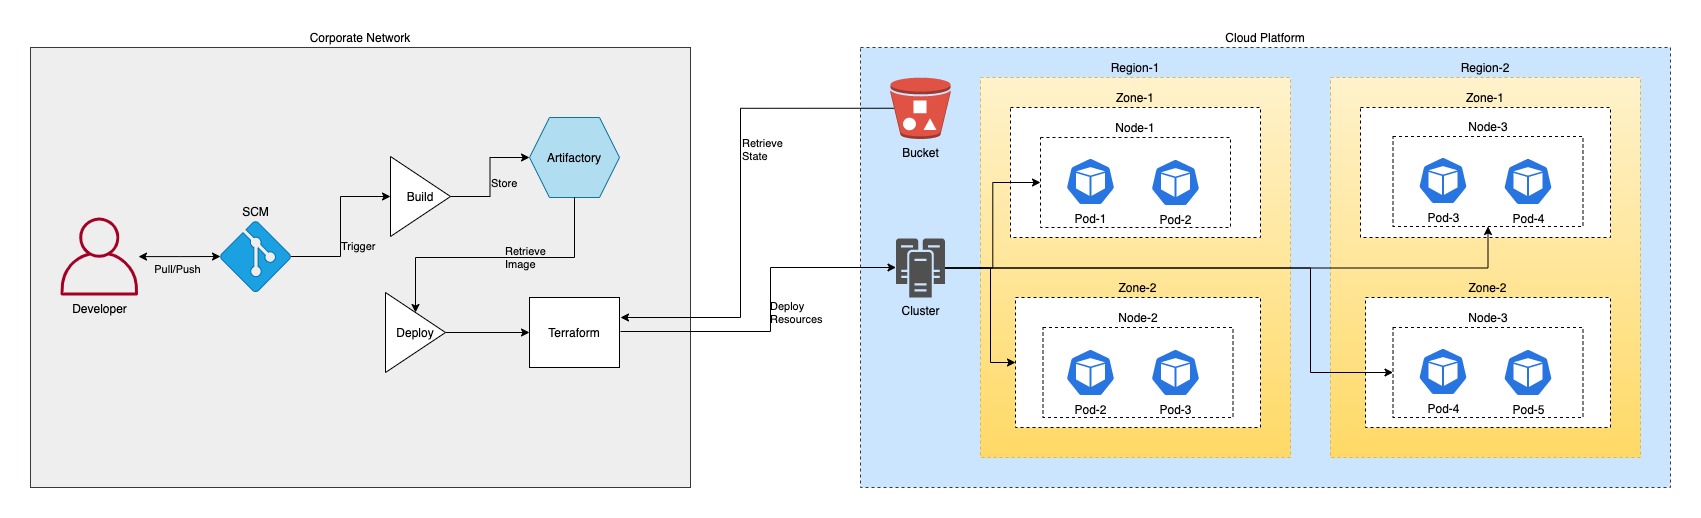 Corporate Network
Developer
Pull/Push
SCM
Trigger
Build
Store
Artifactory
Retrieve
Image
Deploy
Terraform
Retrieve
State
Deploy
Resources
Cloud Platform
Bucket
Cluster
Region-1
Zone-1
Node-1
Pod-1
Pod-2
Zone-2
Node-2
Pod-2
Pod-3
Region-2
Zone-1
Node-3
Pod-3
Pod-4
Zone-2
Node-3
Pod-4
Pod-5